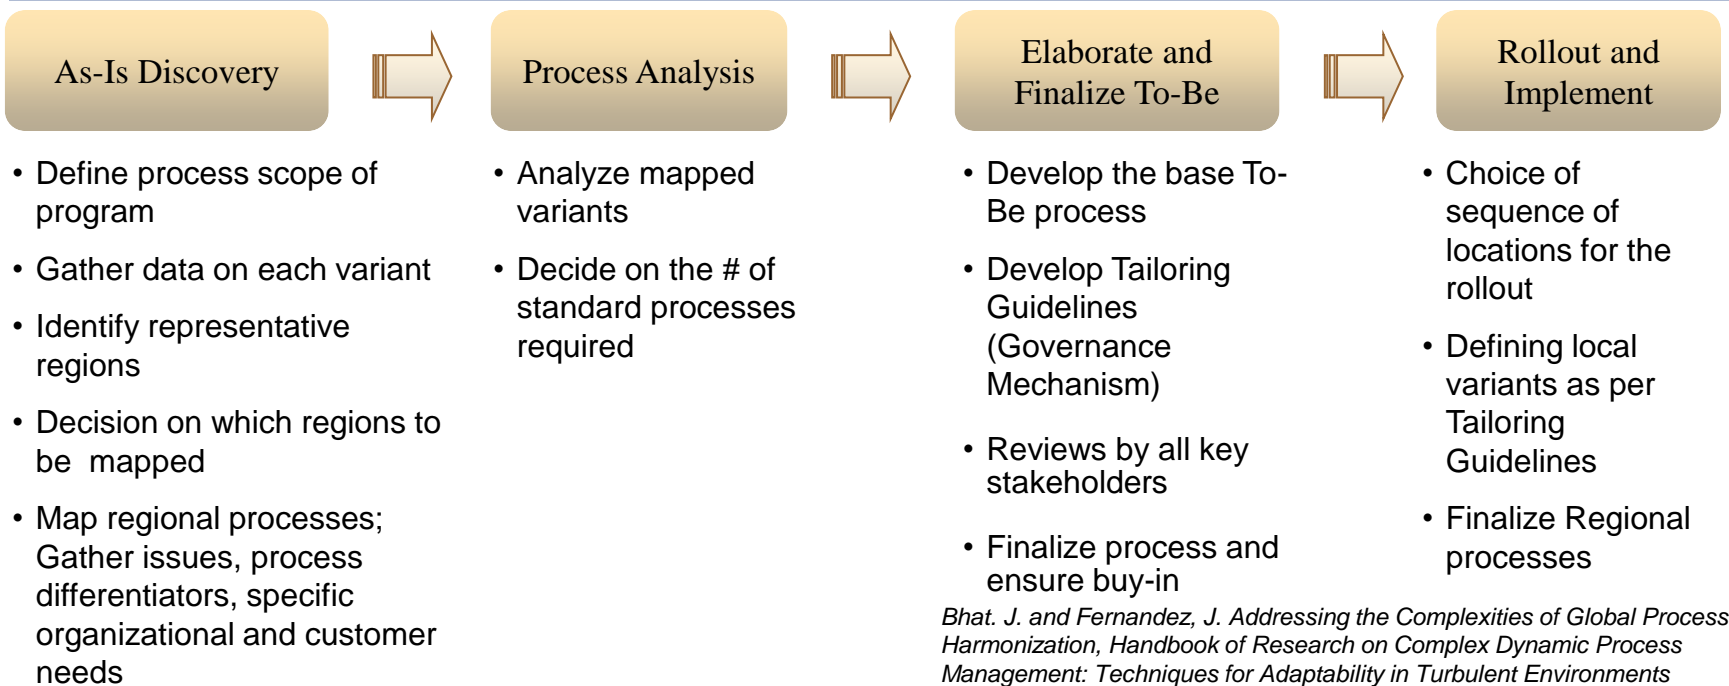 As-Is Discovery
• Define process scope of
program
• Gather data on each variant
• Identify representative
regions
• Decision on which regions to
be mapped
• Map regional processes;
Gather issues, process
differentiators, specific
organizational and customer
needs
Process Analysis
• Analyze mapped
variants
• Decide on the # of
standard processes
required
Elaborate and
Finalize To-Be
• Develop the base To-
Be process
• Develop Tailoring
Guidelines
(Governance
Mechanism)
• Reviews by all key
stakeholders
• Finalize process and
ensure buy-in
Rollout and
Implement
• Choice of
sequence of
locations for the
rollout
• Defining local
variants as per
Tailoring
Guidelines
• Finalize Regional
processes
Bhat. J. and Fernandez, J. Addressing the Complexities of Global Process
Harmonization, Handbook of Research on Complex Dynamic Process
Management: Techniques for Adaptability in Turbulent Environments